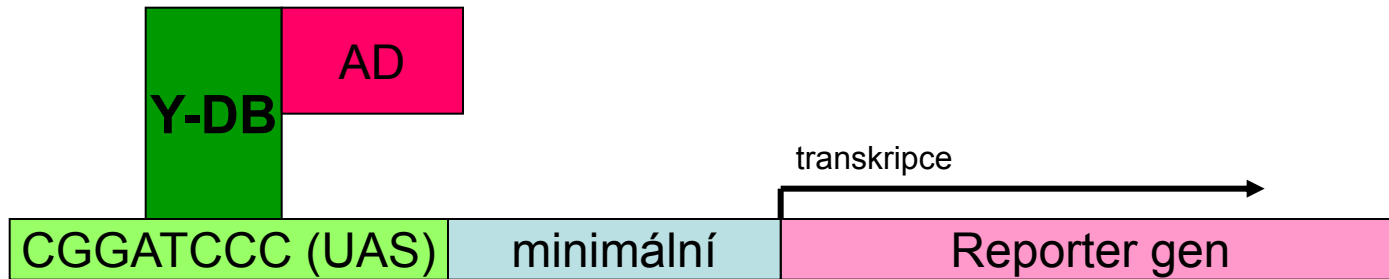 AD
Y-DB
transkripce
CGGATCCC (UAS)
minimální
Reporter gen